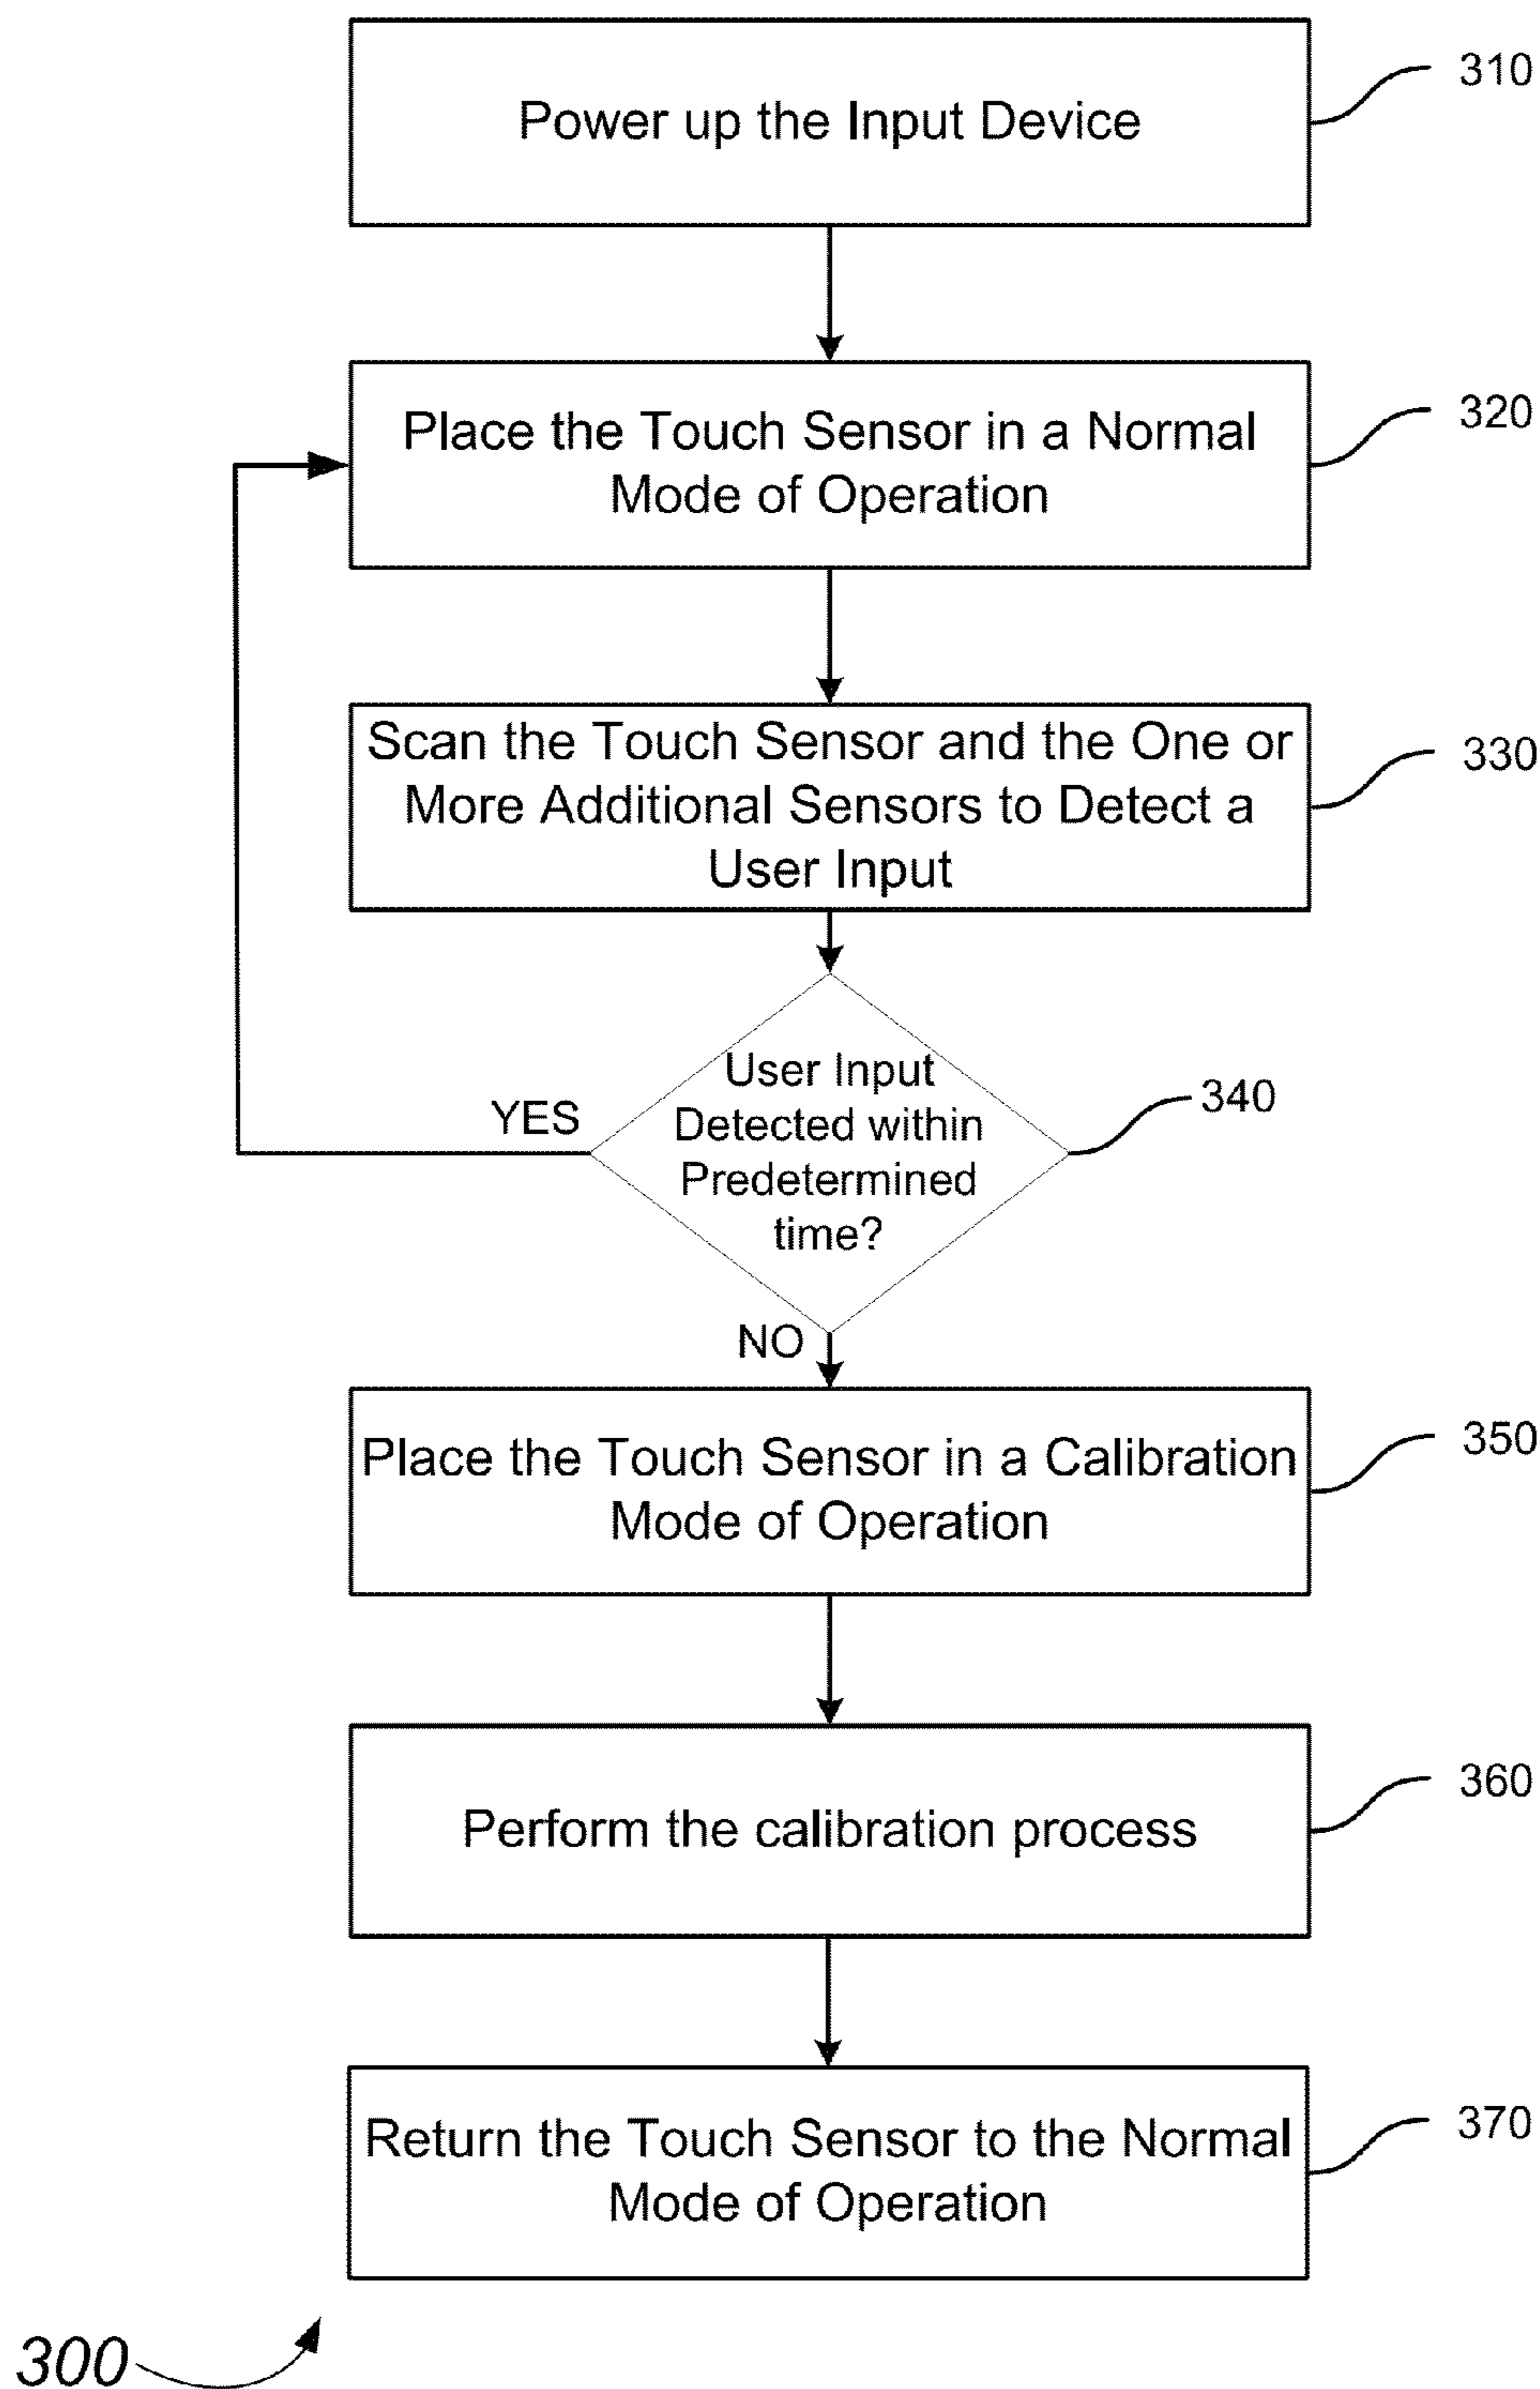 Power up the Input Device
310
Place the Touch Sensor in a Normal
Mode of Operation
320
Scan the Touch Sensor and the One or
More Additional Sensors to Detect a
User Input
330
User Input
Detected within
Predetermined
time?
340
YES
NO
Place the Touch Sensor in a Calibration
Mode of Operation
350
Perform the calibration process
360
Return the Touch Sensor to the Normal
Mode of Operation
370
300